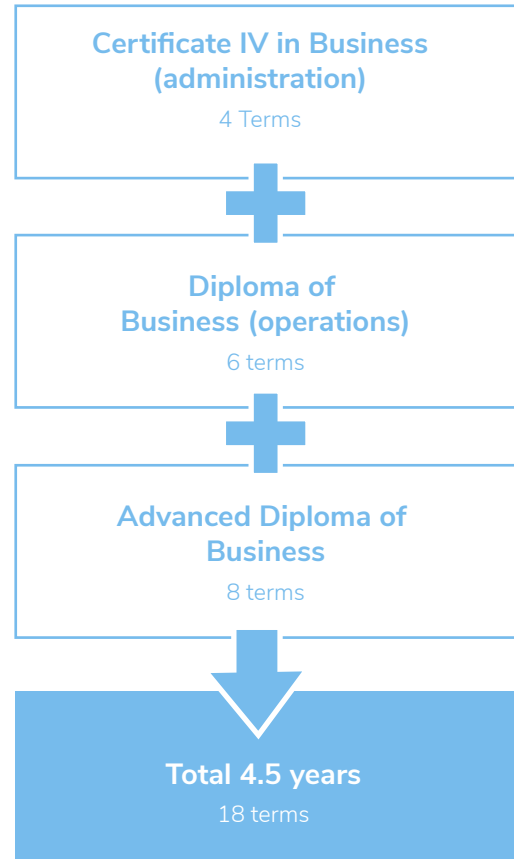 Certificate IV in Business
(administration)
4 Terms
Diploma of
Business (operations)
6 terms
Advanced Diploma of
Business
8 terms
Total 4.5 years
18 terms